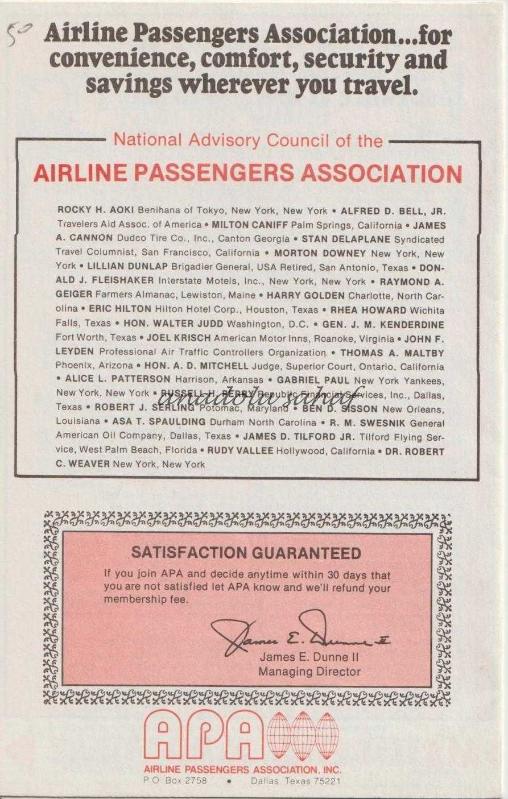 50
Airline Passengers Association...for
convenience, comfort, security and
savings wherever you travel.
National Advisory Council of the
AIRLINE PASSENGERS ASSOCIATION
ROCKY H. AOKI Benihana of Tokyo, New York, New York • ALFRED D. BELL, JR.
Travelers Aid Assoc. of America • MILTON CANIFF Palm Springs, California • JAMES
A. CANNON Dudco Tire Co., Inc., Canton Georgia • STAN DELAPLANE Syndicated
Travel Columnist, San Francisco, California • MORTON DOWNEY New York, New
York • LILLIAN DUNLAP Brigadier General, USA Retired, San Antonio, Texas • DON-
ALD J. FLEISHAKER Interstate Motels, Inc., New York, New York • RAYMOND A.
GEIGER Farmers Almanac, Lewiston, Maine • HARRY GOLDEN Charlotte, North Car-
olina • ERIC HILTON Hilton Hotel Corp., Houston, Texas • RHEA HOWARD Wichita
Falls, Texas • HON. WALTER JUDD Washington, D.C. • GEN. J. M. KENDERDINE
Fort Worth, Texas • JOEL KRISCH American Motor Inns, Roanoke, Virginia • JOHN F.
LEYDEN Professional Air Traffic Controllers Organization • THOMAS A. MALTBY
Phoenix, Arizona • HON. A. D. MITCHELL Judge, Superior Court, Ontario, California
• ALICE L. PATTERSON Harrison, Arkansas • GABRIEL PAUL New York Yankees,
New York, New York • RUSSELL H. PERRY Republic Financial Services, Inc., Dallas,
anadolu sahaf
Texas • ROBERT J. SERLING Potomac, Maryland • BEN D. SISSON New Orleans,
Louisiana • ASA T. SPAULDING Durham North Carolina • R. M. SWESNIK General
American Oil Company, Dallas, Texas • JAMES D. TILFORD JR. Tilford Flying Ser-
vice, West Palm Beach, Florida • RUDY VALLEE Hollywood, California • DR. ROBERT
C. WEAVER New York, New York
SATISFACTION GUARANTEED
If you join APA and decide anytime within 30 days that
you are not satisfied let APA know and we'll refund your
membership fee.
James E. Dunne II
James E. Dunne II
Managing Director
APA
AIRLINE PASSENGERS ASSOCIATION, INC.
P.O. Box 2758 • Dallas, Texas 75221